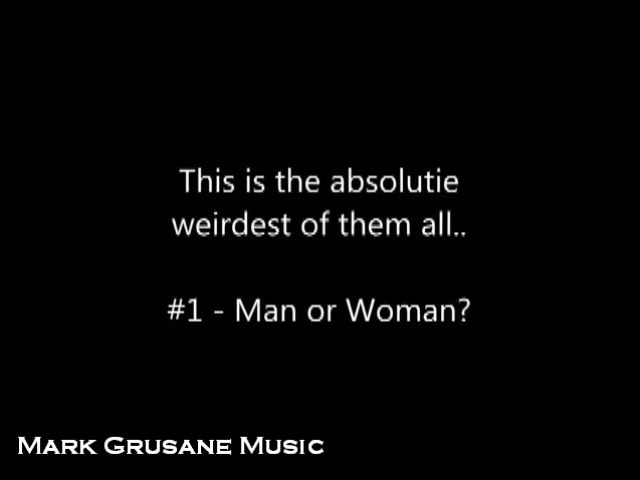 This is the absolutie
weirdest of them all..
#1 - Man or Woman?
Mark Grusane Music